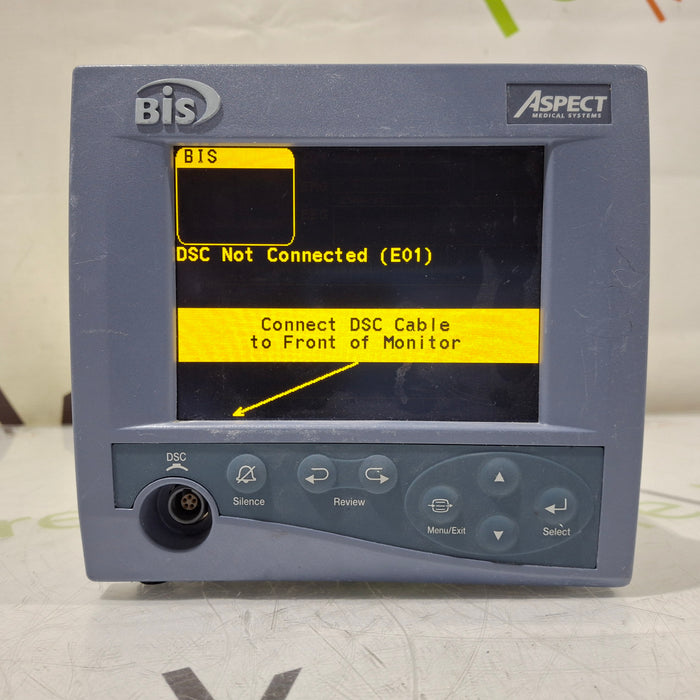 BiS
ASPECT
MEDICAL SYSTEMS
BIS
DSC Not Connected (E01)
Connect DSC Cable
to Front of Monitor
DSC
Silence
Review
Menu/Exit
Select